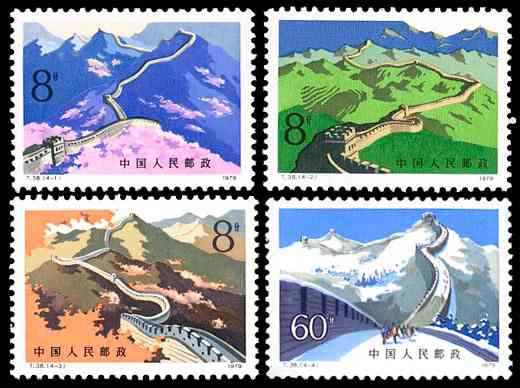 8分
中国人民邮政
T.38.(4-1) 1979
8分
中国人民邮政
T.38.(4-2) 1979
8分
中国人民邮政
T.38.(4-3) 1979
60分
中国人民邮政
T.38.(4-4) 1979